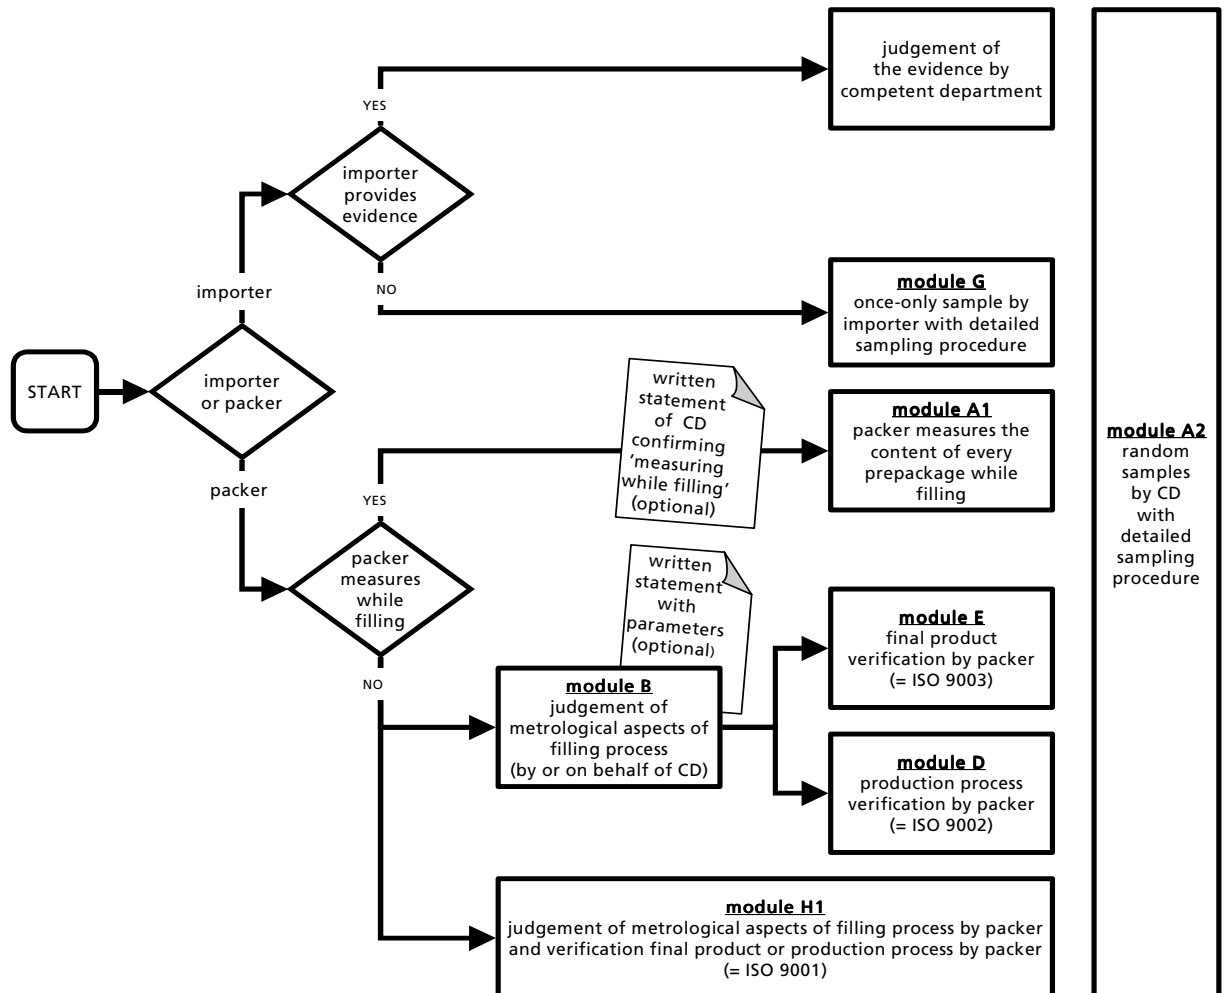 judgement of
the evidence by
competent department
YES
importer
provides
evidence
NO
importer
module G
once-only sample by
importer with detailed
sampling procedure
START
importer
or packer
written
statement
of CD
confirming
'measuring
while filling'
(optional)
module A1
packer measures the
content of every
prepackage while
filling
packer
YES
packer
measures
while
filling
NO
written
statement
with
parameters
(optional)
module B
judgement of
metrological aspects of
filling process
(by or on behalf of CD)
module E
final product
verification by packer
(= ISO 9003)
module D
production process
verification by packer
(= ISO 9002)
module H1
judgement of metrological aspects of filling process by packer
and verification final product or production process by packer
(= ISO 9001)
module A2
random
samples
by CD
with
detailed
sampling
procedure